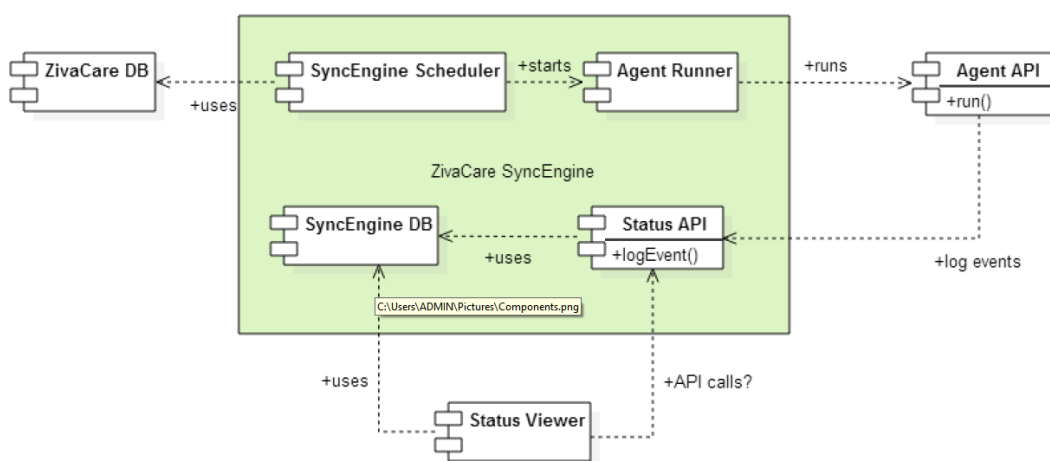 ZivaCare DB
SyncEngine Scheduler
+starts
Agent Runner
+runs
Agent API
+uses
+run()
ZivaCare SyncEngine
SyncEngine DB
Status API
+uses
+logEvent()
+log events
C:\Users\ADMIN\Pictures\Components.png
+uses
+API calls?
Status Viewer